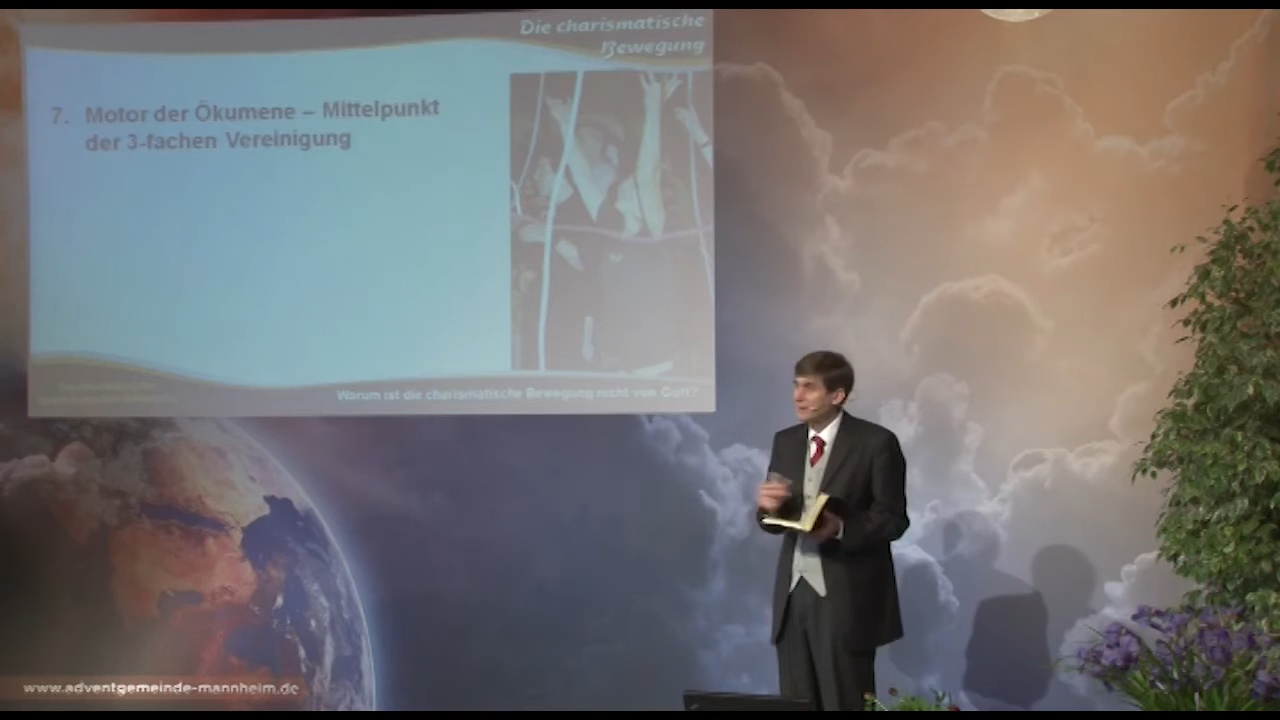 Die charismatische
Bewegung
7. Motor der Ökumene – Mittelpunkt
der 3-fachen Vereinigung
Warum ist die charismatische Bewegung nicht von Gott?
www.adventgemeinde-mannheim.de